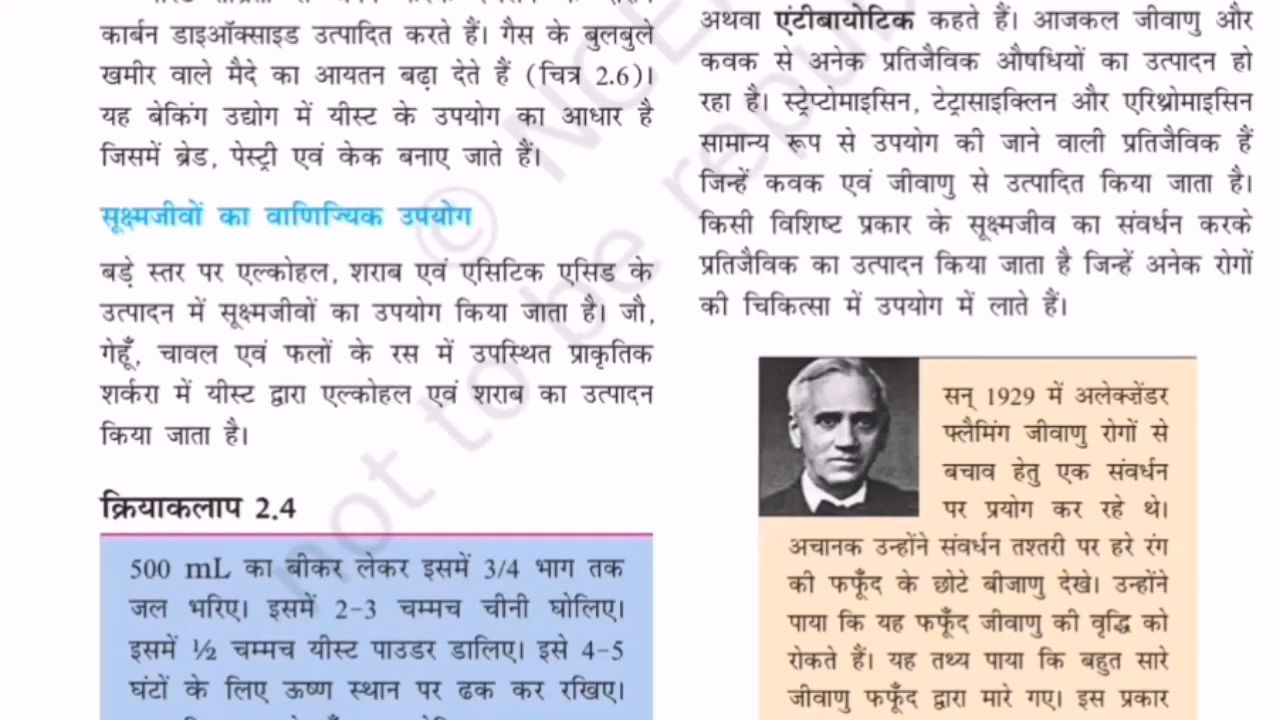 कार्बन डाइऑक्साइड उत्पादित करते हैं। गैस के बुलबुले
खमीर वाले मैदे का आयतन बढ़ा देते हैं (चित्र 2.6)।
यह बेकिंग उद्योग में यीस्ट के उपयोग का आधार है
जिसमें ब्रेड, पेस्ट्री एवं केक बनाए जाते हैं।
सूक्ष्मजीवों का वाणिज्यिक उपयोग
बड़े स्तर पर एल्कोहल, शराब एवं एसिटिक एसिड के
उत्पादन में सूक्ष्मजीवों का उपयोग किया जाता है। जौ,
गेहूँ, चावल एवं फलों के रस में उपस्थित प्राकृतिक
शर्करा में यीस्ट द्वारा एल्कोहल एवं शराब का उत्पादन
किया जाता है।
क्रियाकलाप 2.4
500 mL का बीकर लेकर इसमें 3/4 भाग तक
जल भरिए। इसमें 2-3 चम्मच चीनी घोलिए।
इसमें ½ चम्मच यीस्ट पाउडर डालिए। इसे 4-5
घंटों के लिए ऊष्ण स्थान पर ढक कर रखिए।
अथवा एंटीबायोटिक कहते हैं। आजकल जीवाणु और
कवक से अनेक प्रतिजैविक औषधियों का उत्पादन हो
रहा है। स्ट्रेप्टोमाइसिन, टेट्रासाइक्लिन और एरिथ्रोमाइसिन
सामान्य रूप से उपयोग की जाने वाली प्रतिजैविक हैं
जिन्हें कवक एवं जीवाणु से उत्पादित किया जाता है।
किसी विशिष्ट प्रकार के सूक्ष्मजीव का संवर्धन करके
प्रतिजैविक का उत्पादन किया जाता है जिन्हें अनेक रोगों
की चिकित्सा में उपयोग में लाते हैं।
सन् 1929 में अलेक्ज़ेंडर
फ्लैमिंग जीवाणु रोगों से
बचाव हेतु एक संवर्धन
पर प्रयोग कर रहे थे।
अचानक उन्होंने संवर्धन तश्तरी पर हरे रंग
की फफूँद के छोटे बीजाणु देखे। उन्होंने
पाया कि यह फफूँद जीवाणु की वृद्धि को
रोकते हैं। यह तथ्य पाया कि बहुत सारे
जीवाणु फफूँद द्वारा मारे गए। इस प्रकार
not to be repu